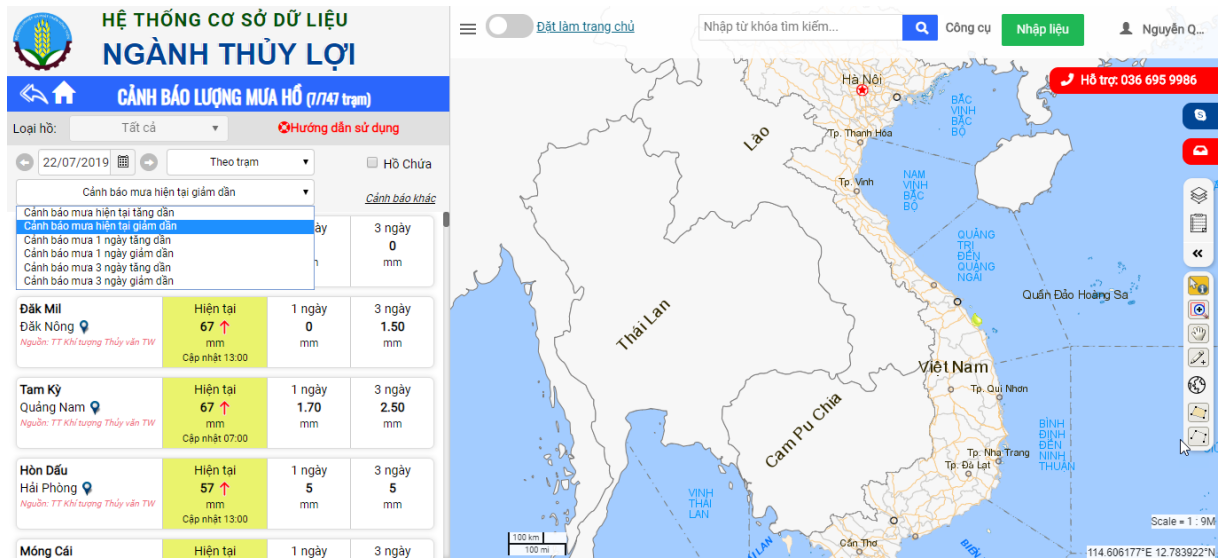 HỆ THỐNG CƠ SỞ DỮ LIỆU
NGÀNH THỦY LỢI
CẢNH BÁO LƯỢNG MƯA HỒ (7/747 trạm)
Loại hồ: Tất cả
Hướng dẫn sử dụng
22/07/2019
Theo trạm
Hồ Chứa
Cảnh báo mưa hiện tại giảm dần
Cảnh báo khác
Cảnh báo mưa hiện tại tăng dần
Cảnh báo mưa hiện tại giảm dần
Cảnh báo mưa 1 ngày tăng dần
Cảnh báo mưa 1 ngày giảm dần
Cảnh báo mưa 3 ngày tăng dần
Cảnh báo mưa 3 ngày giảm dần
3 ngày
0
mm
Đăk Mil
Đăk Nông
Nguồn: TT Khí tượng Thủy văn TW
Hiện tại
67
mm
Cập nhật 13:00
1 ngày
0
mm
3 ngày
1.50
mm
Tam Kỳ
Quảng Nam
Nguồn: TT Khí tượng Thủy văn TW
Hiện tại
67
mm
Cập nhật 07:00
1 ngày
1.70
mm
3 ngày
2.50
mm
Hòn Dấu
Hải Phòng
Nguồn: TT Khí tượng Thủy văn TW
Hiện tại
57
mm
Cập nhật 13:00
1 ngày
5
mm
3 ngày
5
mm
Móng Cái
Hiện tại
1 ngày
3 ngày
Đặt làm trang chủ
Nhập từ khóa tìm kiếm...
Công cụ
Nhập liệu
Nguyễn Q...
Hỗ trợ: 036 695 9986
Hà Nội
BẮC
VỊNH
BẮC
BỘ
Lào
Tp. Thanh Hóa
Tp. Vinh
NAM
VỊNH
BẮC
BỘ
QUẢNG
TRỊ
ĐẾN
QUẢNG
NGÃI
Quần Đảo Hoàng Sa
Thái Lan
Việt Nam
Tp. Qui Nhơn
Cam Pu Chia
BÌNH
ĐỊNH
ĐẾN
NINH
THUẬN
Tp. Nha Trang
Tp. Đà Lạt
VỊNH
THÁI
LAN
Cần Thơ
100 km
100 mi
Scale = 1 : 9M
114.606177°E 12.783922°N